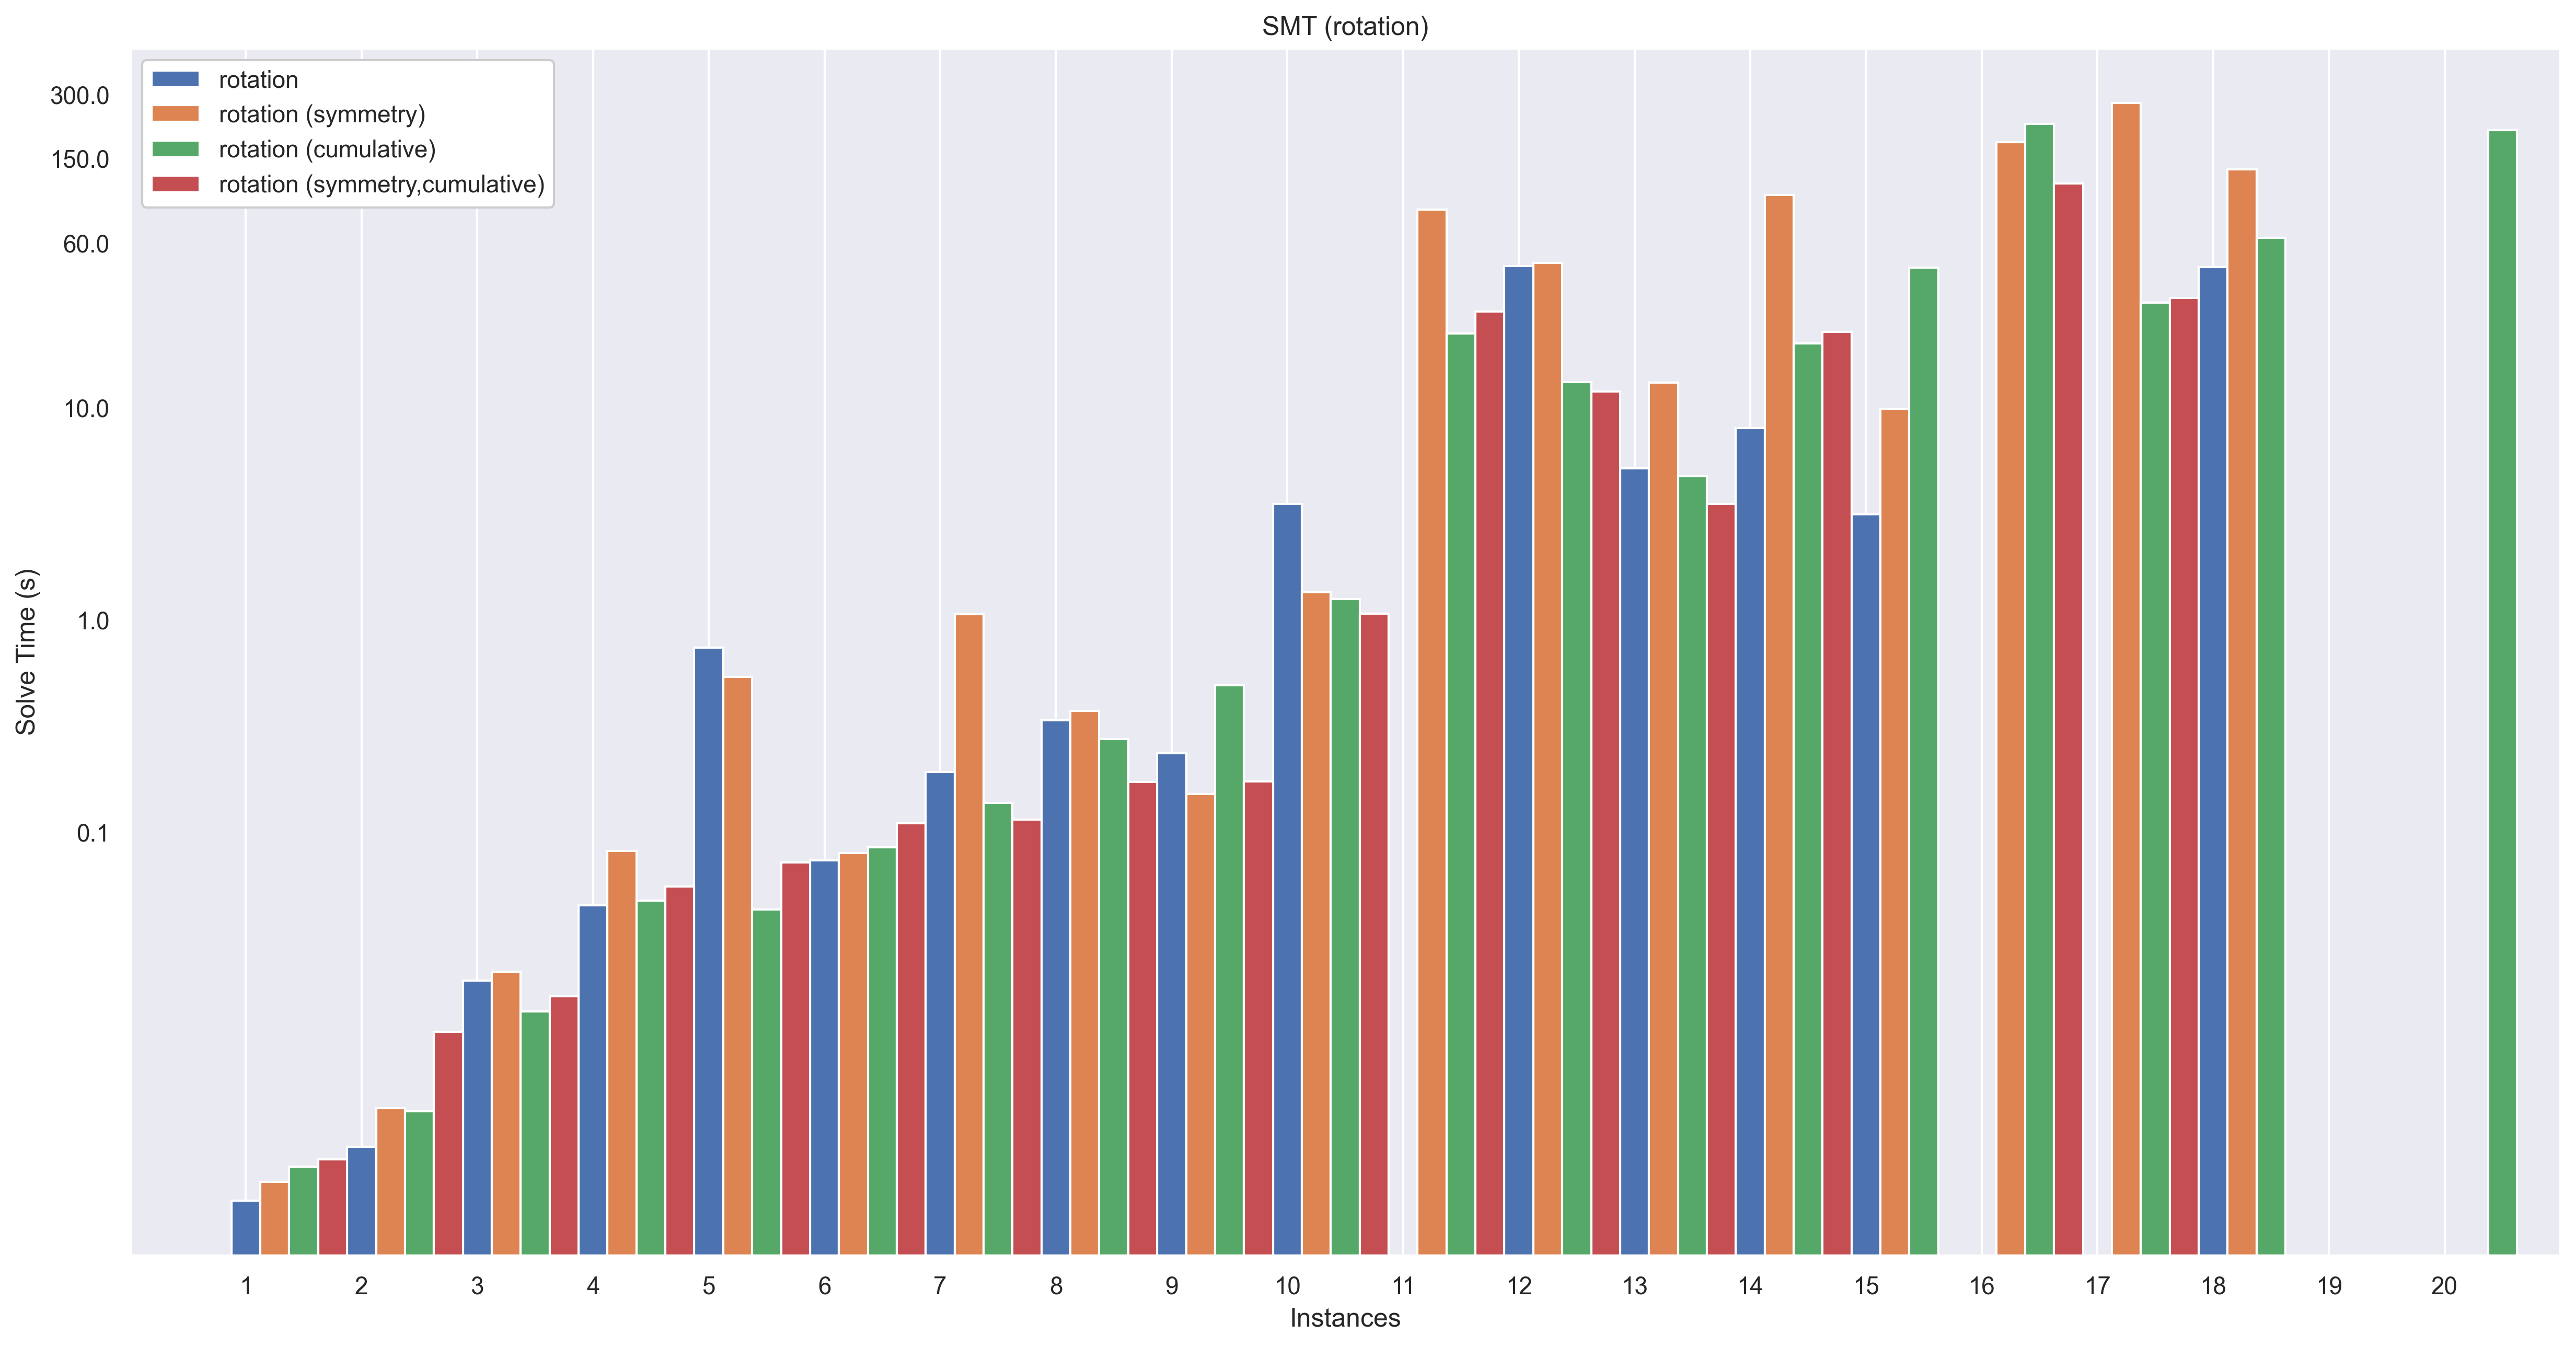 SMT (rotation)
rotation
rotation (symmetry)
rotation (cumulative)
rotation (symmetry,cumulative)
300.0
150.0
60.0
10.0
1.0
0.1
Solve Time (s)
1 2 3 4 5 6 7 8 9 10 11 12 13 14 15 16 17 18 19 20
Instances